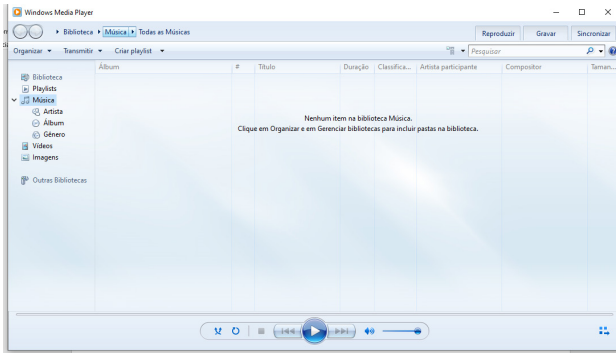 Windows Media Player
Biblioteca Música Todas as Músicas
Reproduzir Gravar Sincronizar
Organizar Transmitir Criar playlist Pesquisar
Álbum # Título Duração Classifica... Artista participante Compositor Taman...
Biblioteca
Playlists
Música
Artista
Álbum
Gênero
Vídeos
Imagens
Outras Bibliotecas
Nenhum item na biblioteca Música.
Clique em Organizar e em Gerenciar bibliotecas para incluir pastas na biblioteca.